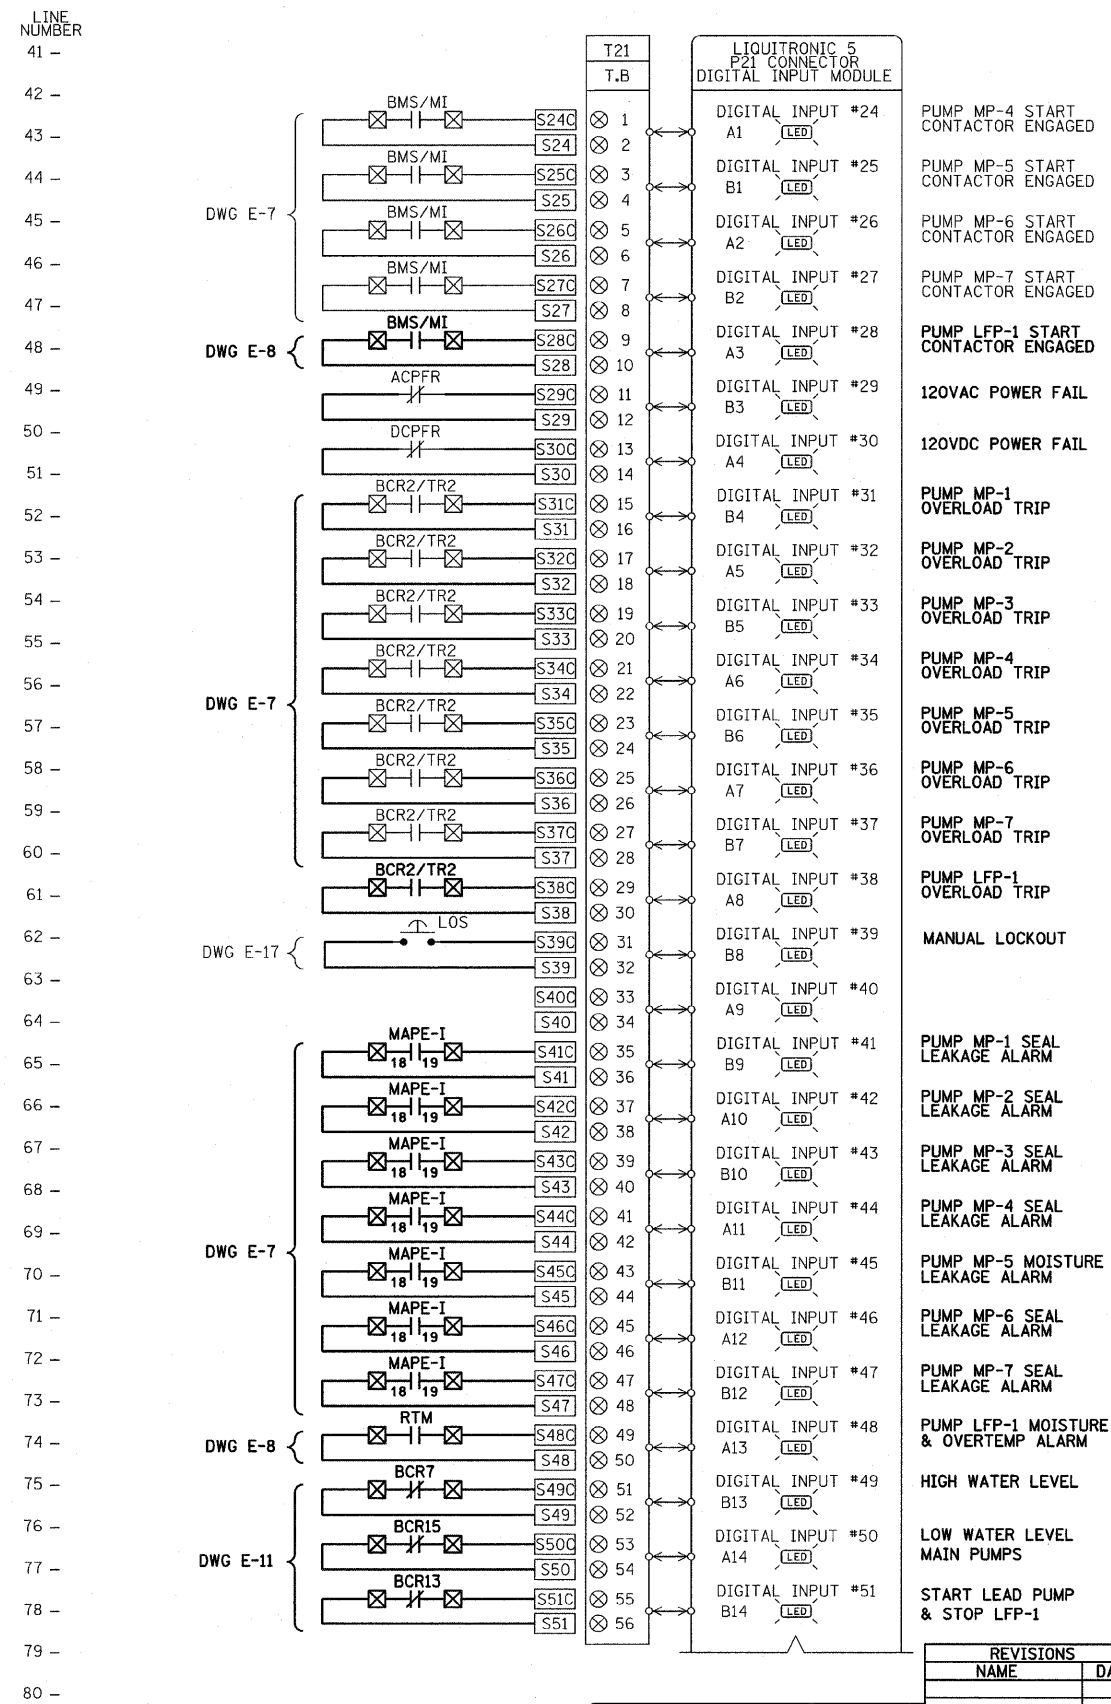 LINE
NUMBER
41 –
T21
LIQUITRONIC 5
P21 CONNECTOR
T.B
DIGITAL INPUT MODULE
42 –
BMS/MI
S24C 1
DIGITAL INPUT #24
PUMP MP-4 START
CONTACTOR ENGAGED
43 –
S24 2
A1 LED
BMS/MI
S25C 3
DIGITAL INPUT #25
PUMP MP-5 START
CONTACTOR ENGAGED
44 –
S25 4
B1 LED
DWG E-7
45 –
BMS/MI
S26C 5
DIGITAL INPUT #26
PUMP MP-6 START
CONTACTOR ENGAGED
S26 6
A2 LED
46 –
BMS/MI
S27C 7
DIGITAL INPUT #27
PUMP MP-7 START
CONTACTOR ENGAGED
47 –
S27 8
B2 LED
BMS/MI
DWG E-8
48 –
S28C 9
DIGITAL INPUT #28
PUMP LFP-1 START
CONTACTOR ENGAGED
S28 10
A3 LED
49 –
ACPFR
S29C 11
DIGITAL INPUT #29
120VAC POWER FAIL
S29 12
B3 LED
50 –
DCPFR
S30C 13
DIGITAL INPUT #30
120VDC POWER FAIL
51 –
S30 14
A4 LED
BCR2/TR2
S31C 15
DIGITAL INPUT #31
PUMP MP-1
OVERLOAD TRIP
52 –
S31 16
B4 LED
BCR2/TR2
53 –
S32C 17
DIGITAL INPUT #32
PUMP MP-2
OVERLOAD TRIP
S32 18
A5 LED
54 –
BCR2/TR2
S33C 19
DIGITAL INPUT #33
PUMP MP-3
OVERLOAD TRIP
55 –
S33 20
B5 LED
BCR2/TR2
S34C 21
DIGITAL INPUT #34
PUMP MP-4
OVERLOAD TRIP
56 –
S34 22
A6 LED
DWG E-7
BCR2/TR2
57 –
S35C 23
DIGITAL INPUT #35
PUMP MP-5
OVERLOAD TRIP
S35 24
B6 LED
58 –
BCR2/TR2
S36C 25
DIGITAL INPUT #36
PUMP MP-6
OVERLOAD TRIP
S36 26
A7 LED
59 –
BCR2/TR2
S37C 27
DIGITAL INPUT #37
PUMP MP-7
OVERLOAD TRIP
60 –
S37 28
B7 LED
BCR2/TR2
61 –
S38C 29
DIGITAL INPUT #38
PUMP LFP-1
OVERLOAD TRIP
S38 30
A8 LED
62 –
LOS
S39C 31
DIGITAL INPUT #39
MANUAL LOCKOUT
DWG E-17
S39 32
B8 LED
63 –
S40C 33
DIGITAL INPUT #40
64 –
S40 34
A9 LED
MAPE-I
18 19
S41C 35
DIGITAL INPUT #41
PUMP MP-1 SEAL
LEAKAGE ALARM
65 –
S41 36
B9 LED
MAPE-I
18 19
66 –
S42C 37
DIGITAL INPUT #42
PUMP MP-2 SEAL
LEAKAGE ALARM
S42 38
A10 LED
67 –
MAPE-I
18 19
S43C 39
DIGITAL INPUT #43
PUMP MP-3 SEAL
LEAKAGE ALARM
68 –
S43 40
B10 LED
MAPE-I
18 19
S44C 41
DIGITAL INPUT #44
PUMP MP-4 SEAL
LEAKAGE ALARM
69 –
S44 42
A11 LED
DWG E-7
MAPE-I
18 19
70 –
S45C 43
DIGITAL INPUT #45
PUMP MP-5 MOISTURE
LEAKAGE ALARM
S45 44
B11 LED
71 –
MAPE-I
18 19
S46C 45
DIGITAL INPUT #46
PUMP MP-6 SEAL
LEAKAGE ALARM
72 –
S46 46
A12 LED
MAPE-I
18 19
S47C 47
DIGITAL INPUT #47
PUMP MP-7 SEAL
LEAKAGE ALARM
73 –
S47 48
B12 LED
RTM
74 –
DWG E-8
S48C 49
DIGITAL INPUT #48
PUMP LFP-1 MOISTURE
& OVERTEMP ALARM
S48 50
A13 LED
75 –
BCR7
S49C 51
DIGITAL INPUT #49
HIGH WATER LEVEL
S49 52
B13 LED
76 –
BCR15
S50C 53
DIGITAL INPUT #50
LOW WATER LEVEL
MAIN PUMPS
DWG E-11
77 –
S50 54
A14 LED
BCR13
S51C 55
DIGITAL INPUT #51
START LEAD PUMP
& STOP LFP-1
78 –
S51 56
B14 LED
79 –
REVISIONS
NAME
80 –